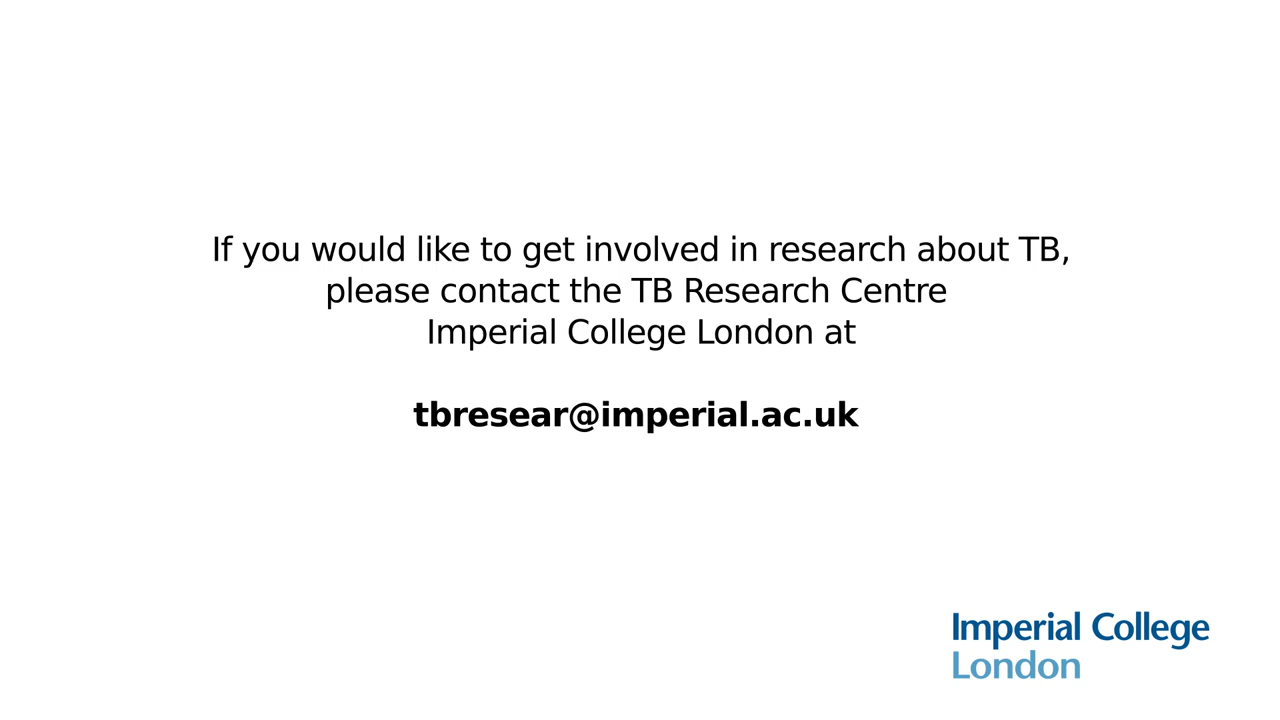 If you would like to get involved in research about TB,
please contact the TB Research Centre
Imperial College London at
tbresear@imperial.ac.uk
Imperial College
London